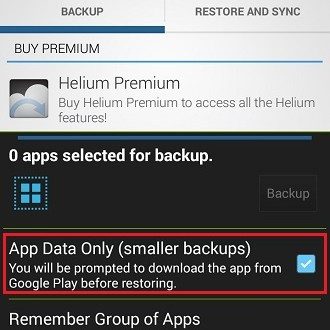 BACKUP
RESTORE AND SYNC
BUY PREMIUM
Helium Premium
Buy Helium Premium to access all the Helium
features!
0 apps selected for backup.
Backup
App Data Only (smaller backups)
You will be prompted to download the app from
Google Play before restoring.
Remember Group of Apps